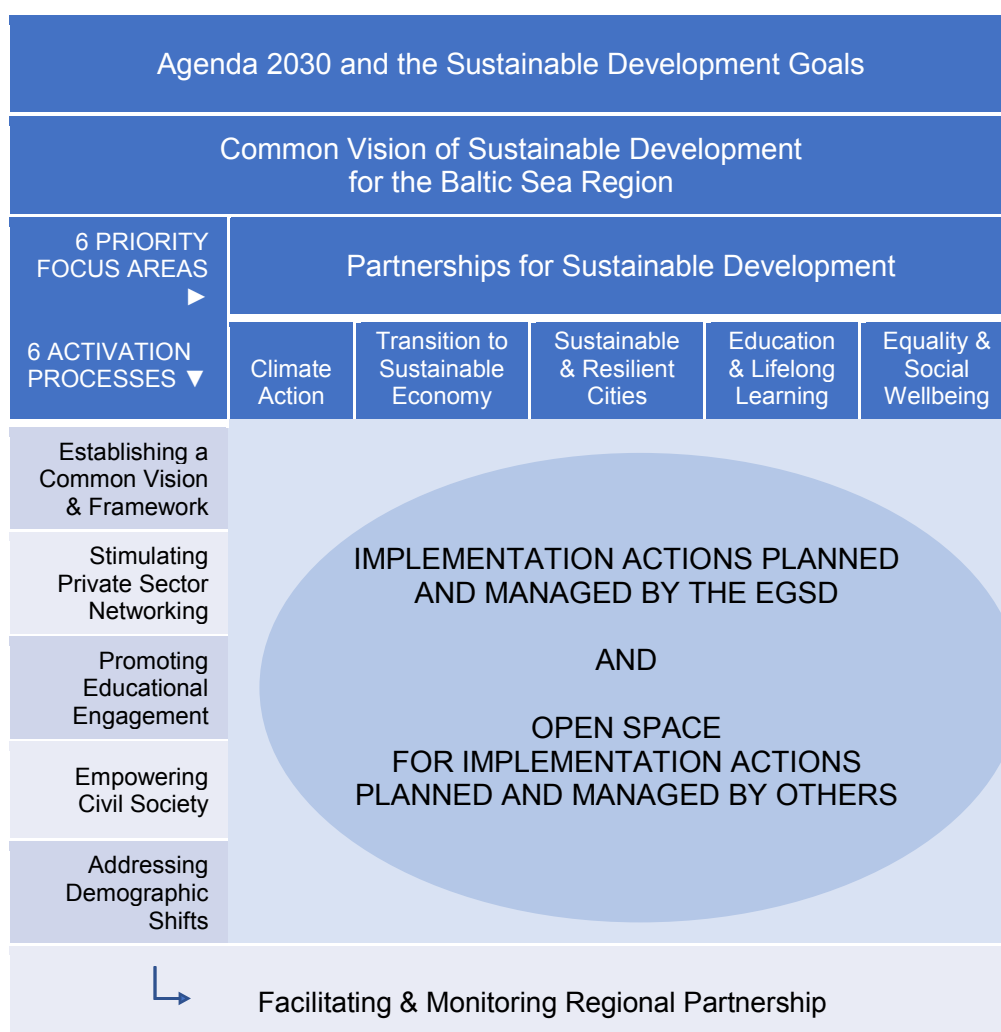 Agenda 2030 and the Sustainable Development Goals
Common Vision of Sustainable Development
for the Baltic Sea Region
6 PRIORITY
FOCUS AREAS
►
6 ACTIVATION
PROCESSES ▼
Partnerships for Sustainable Development
Climate
Action
Transition to
Sustainable
Economy
Sustainable
& Resilient
Cities
Education
& Lifelong
Learning
Equality &
Social
Wellbeing
Establishing a
Common Vision
& Framework
Stimulating
Private Sector
Networking
Promoting
Educational
Engagement
Empowering
Civil Society
Addressing
Demographic
Shifts
IMPLEMENTATION ACTIONS PLANNED
AND MANAGED BY THE EGSD
AND
OPEN SPACE
FOR IMPLEMENTATION ACTIONS
PLANNED AND MANAGED BY OTHERS
Facilitating & Monitoring Regional Partnership